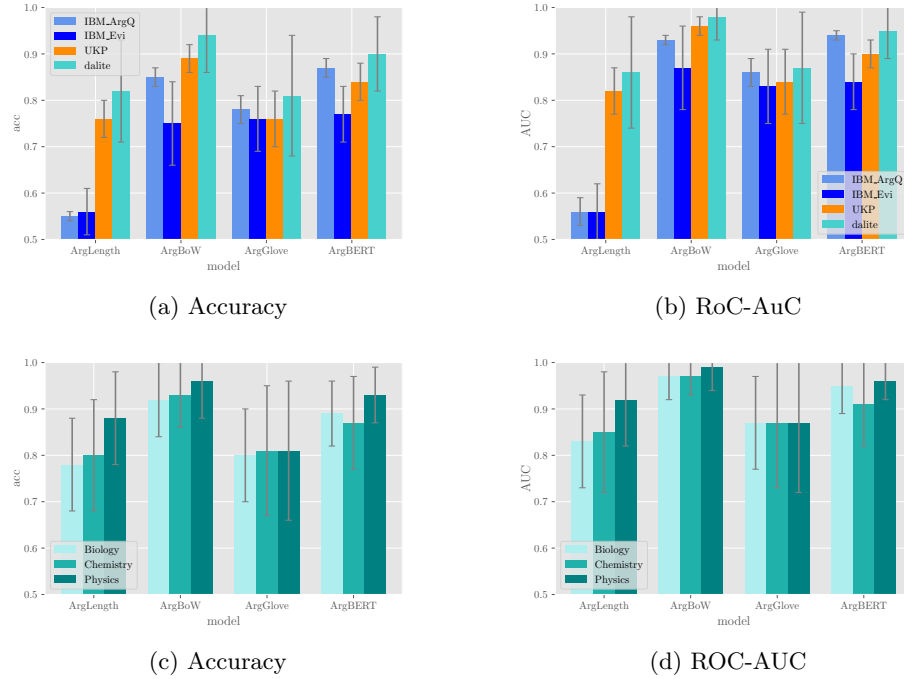 1.0
0.9
0.8
0.7
0.6
0.5
acc
IBM_ArgQ
IBM_Evi
UKP
dalite
ArgLength ArgBoW ArgGlove ArgBERT
model
(a) Accuracy
1.0
0.9
0.8
0.7
0.6
0.5
AUC
IBM_ArgQ
IBM_Evi
UKP
dalite
ArgLength ArgBoW ArgGlove ArgBERT
model
(b) RoC-AuC
1.0
0.9
0.8
0.7
0.6
0.5
acc
Biology
Chemistry
Physics
ArgLength ArgBoW ArgGlove ArgBERT
model
(c) Accuracy
1.0
0.9
0.8
0.7
0.6
0.5
AUC
Biology
Chemistry
Physics
ArgLength ArgBoW ArgGlove ArgBERT
model
(d) ROC-AUC